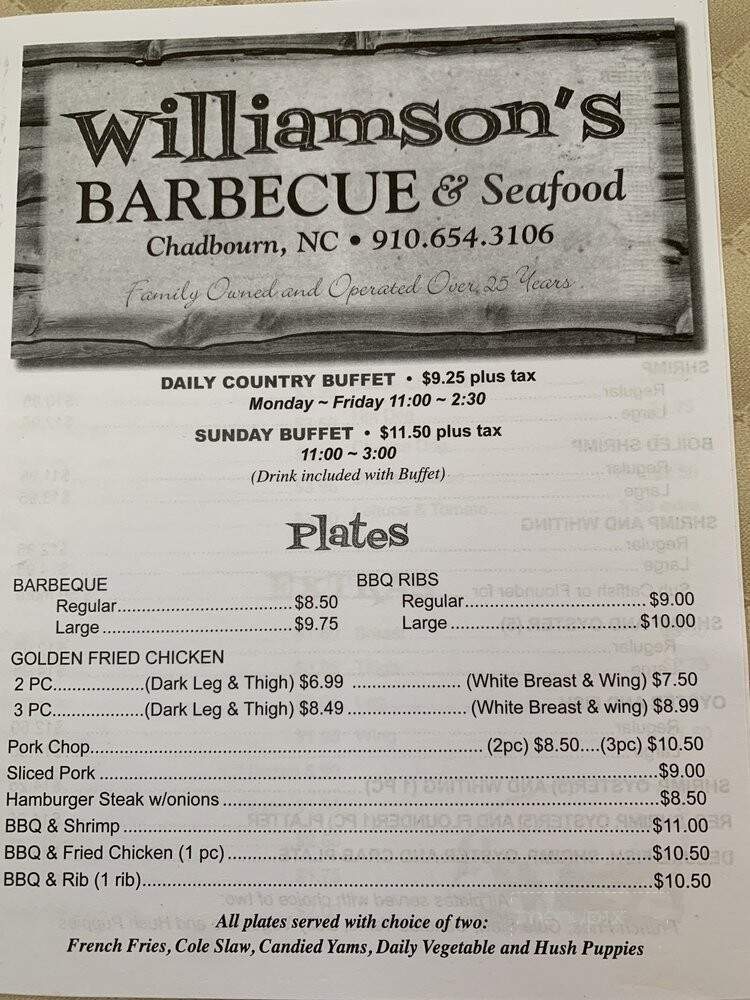 Williamson's
BARBECUE & Seafood
Chadbourn, NC • 910.654.3106
Family Owned and Operated Over 25 Years
DAILY COUNTRY BUFFET • $9.25 plus tax
Monday ~ Friday 11:00 ~ 2:30
SUNDAY BUFFET • $11.50 plus tax
11:00 ~ 3:00
(Drink included with Buffet)
Plates
BARBEQUE
Regular..................................$8.50
Large.....................................$9.75
BBQ RIBS
Regular...................................$9.00
Large.....................................$10.00
GOLDEN FRIED CHICKEN
2 PC..................(Dark Leg & Thigh) $6.99 ..................... (White Breast & Wing) $7.50
3 PC..................(Dark Leg & Thigh) $8.49....................... (White Breast & wing) $8.99
Pork Chop........................................................................... (2pc) $8.50....(3pc) $10.50
Sliced Pork ...............................................................................................................$9.00
Hamburger Steak w/onions ......................................................................................$8.50
BBQ & Shrimp.........................................................................................................$11.00
BBQ & Fried Chicken (1 pc)....................................................................................$10.50
BBQ & Rib (1 rib).....................................................................................................$10.50
All plates served with choice of two:
French Fries, Cole Slaw, Candied Yams, Daily Vegetable and Hush Puppies